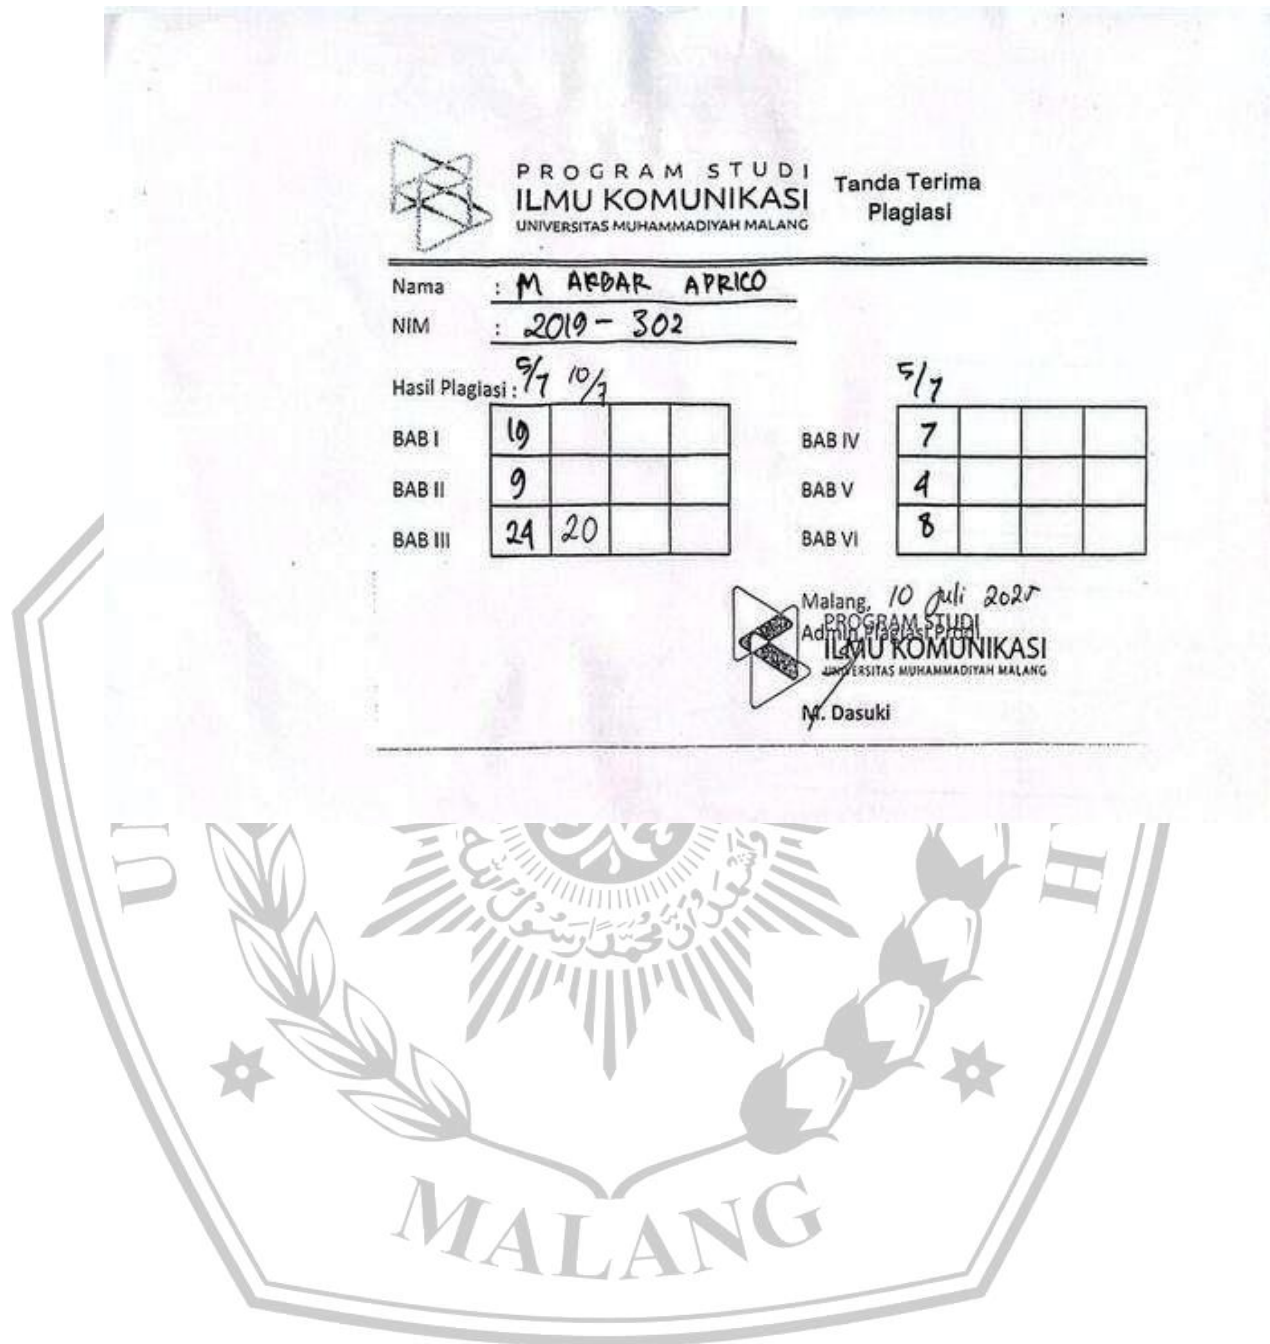 PROGRAM STUDI
ILMU KOMUNIKASI
UNIVERSITAS MUHAMMADIYAH MALANG
Tanda Terima
Plagiasi
Nama : M AKBAR APRICO
NIM : 2019 - 302
Hasil Plagiasi : 5/7 10/7
5/7
BAB I 19
BAB IV 7
BAB II 9
BAB V 4
BAB III 24 20
BAB VI 8
Malang, 10 Juli 2025
Admin Plagiasi Prodi
PROGRAM STUDI
ILMU KOMUNIKASI
UNIVERSITAS MUHAMMADIYAH MALANG
M. Dasuki
U
H
MALANG